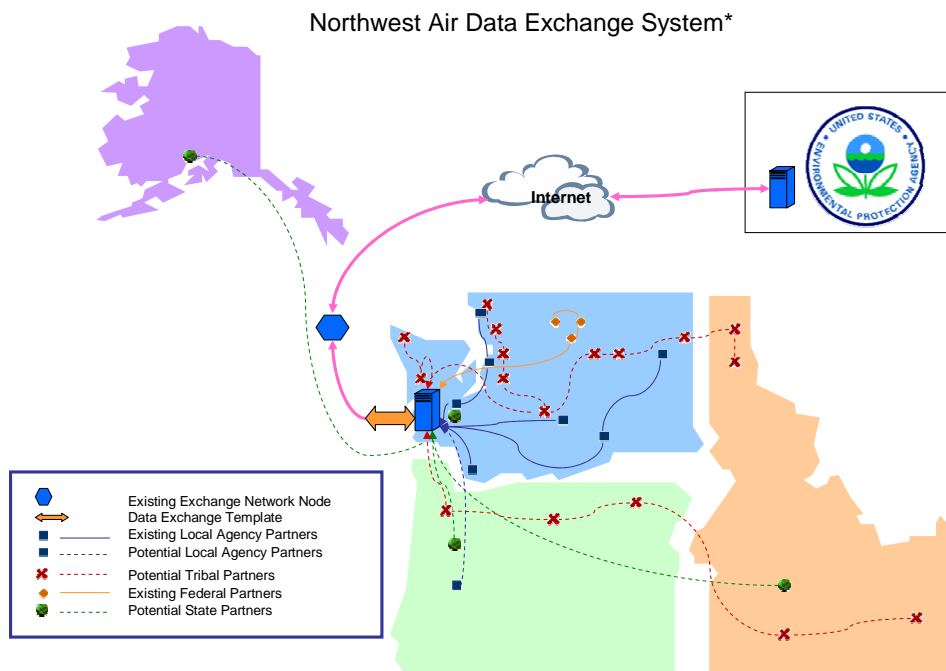 Northwest Air Data Exchange System*
UNITED STATES
ENVIRONMENTAL PROTECTION AGENCY
Internet
Existing Exchange Network Node
Data Exchange Template
Existing Local Agency Partners
Potential Local Agency Partners
Potential Tribal Partners
Existing Federal Partners
Potential State Partners